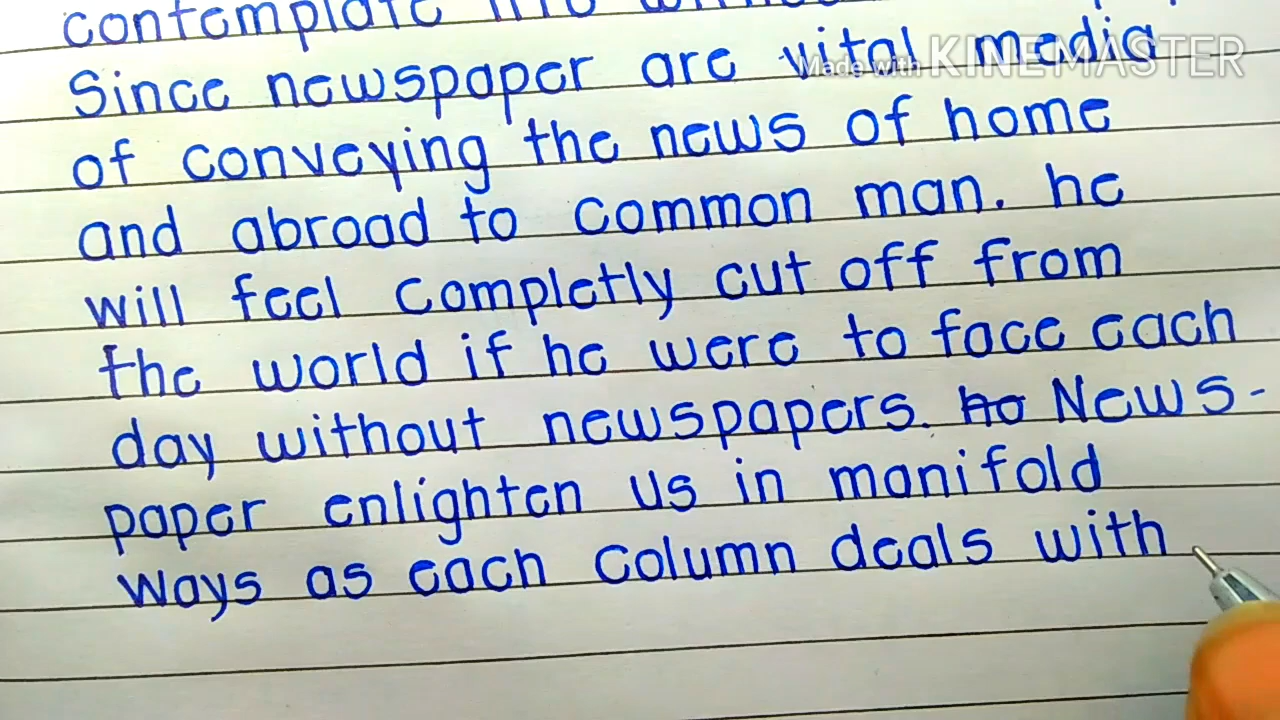 contemplate
Since newspaper are vital media
of conveying the news of home
and abroad to common man. he
will feel completly cut off from
the world if he were to face each
day without newspapers. ho News-
paper enlighten us in manifold
ways as each column deals with
Made with KINEMASTER